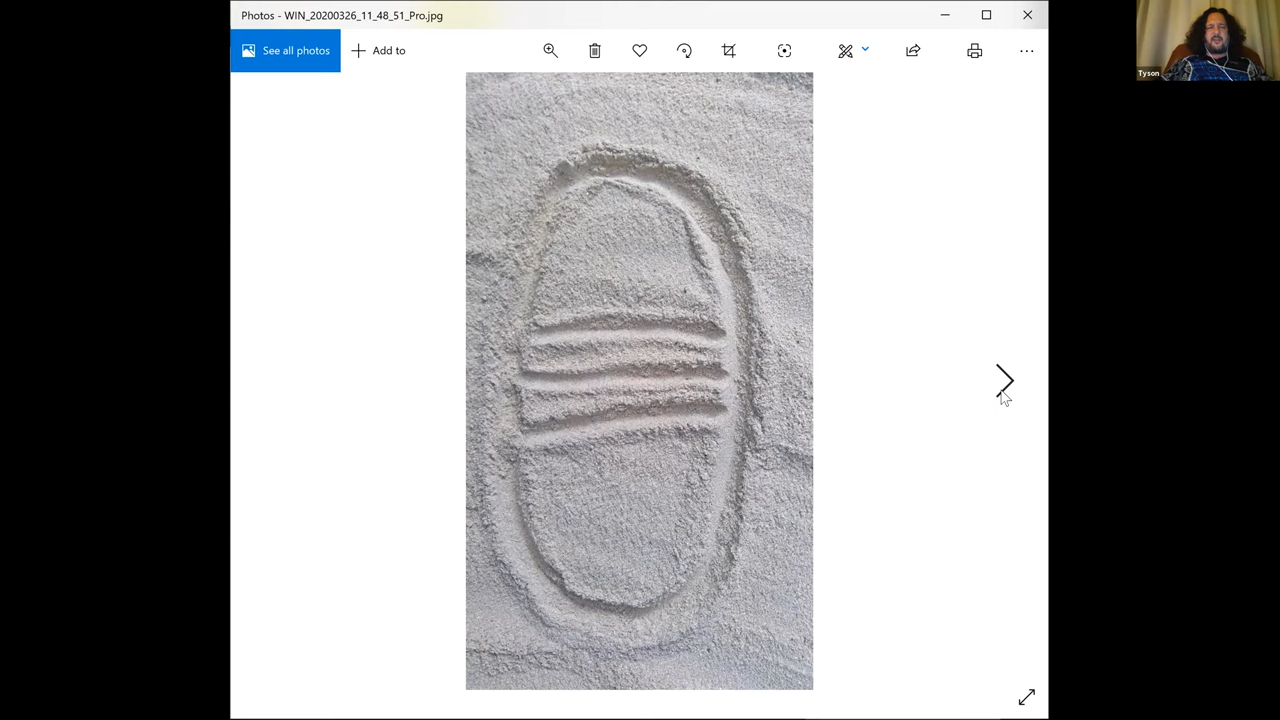 Photos - WIN_20200326_11_48_51_Pro.jpg
See all photos
Add to
Tyson